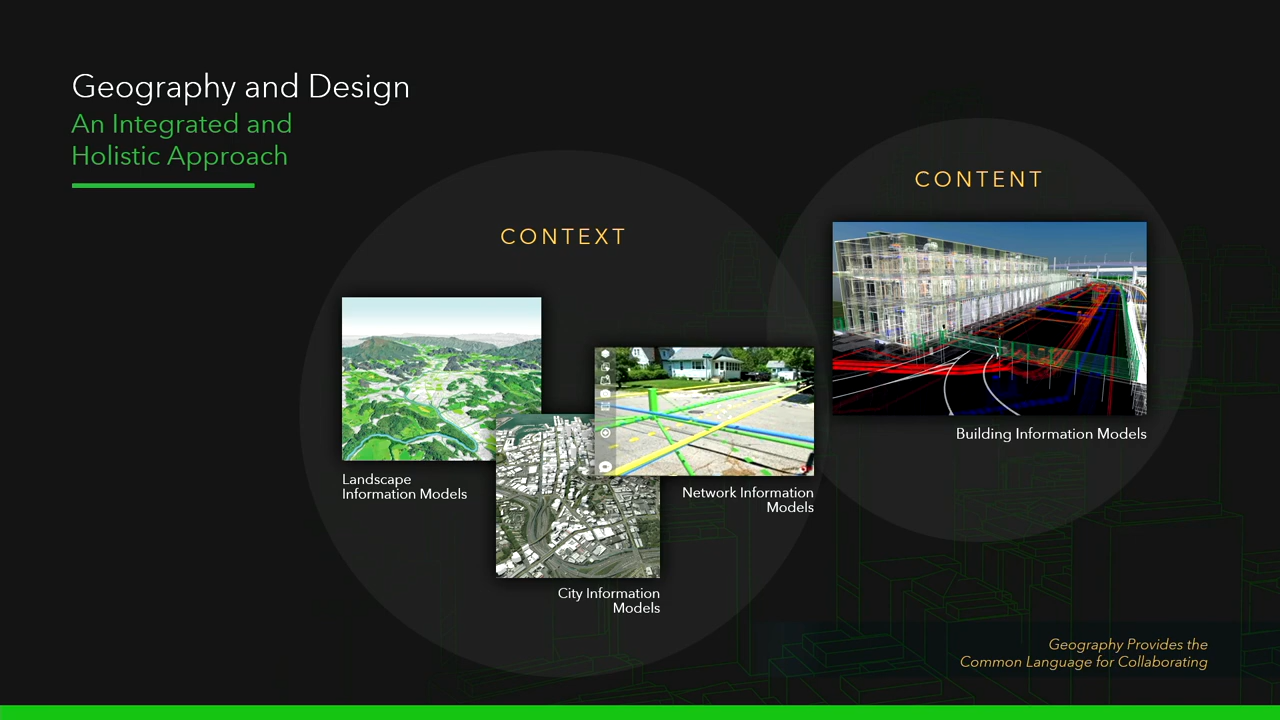 Geography and Design
An Integrated and
Holistic Approach
CONTEXT
Landscape
Information Models
City Information
Models
Network Information
Models
CONTENT
Building Information Models
Geography Provides the
Common Language for Collaborating